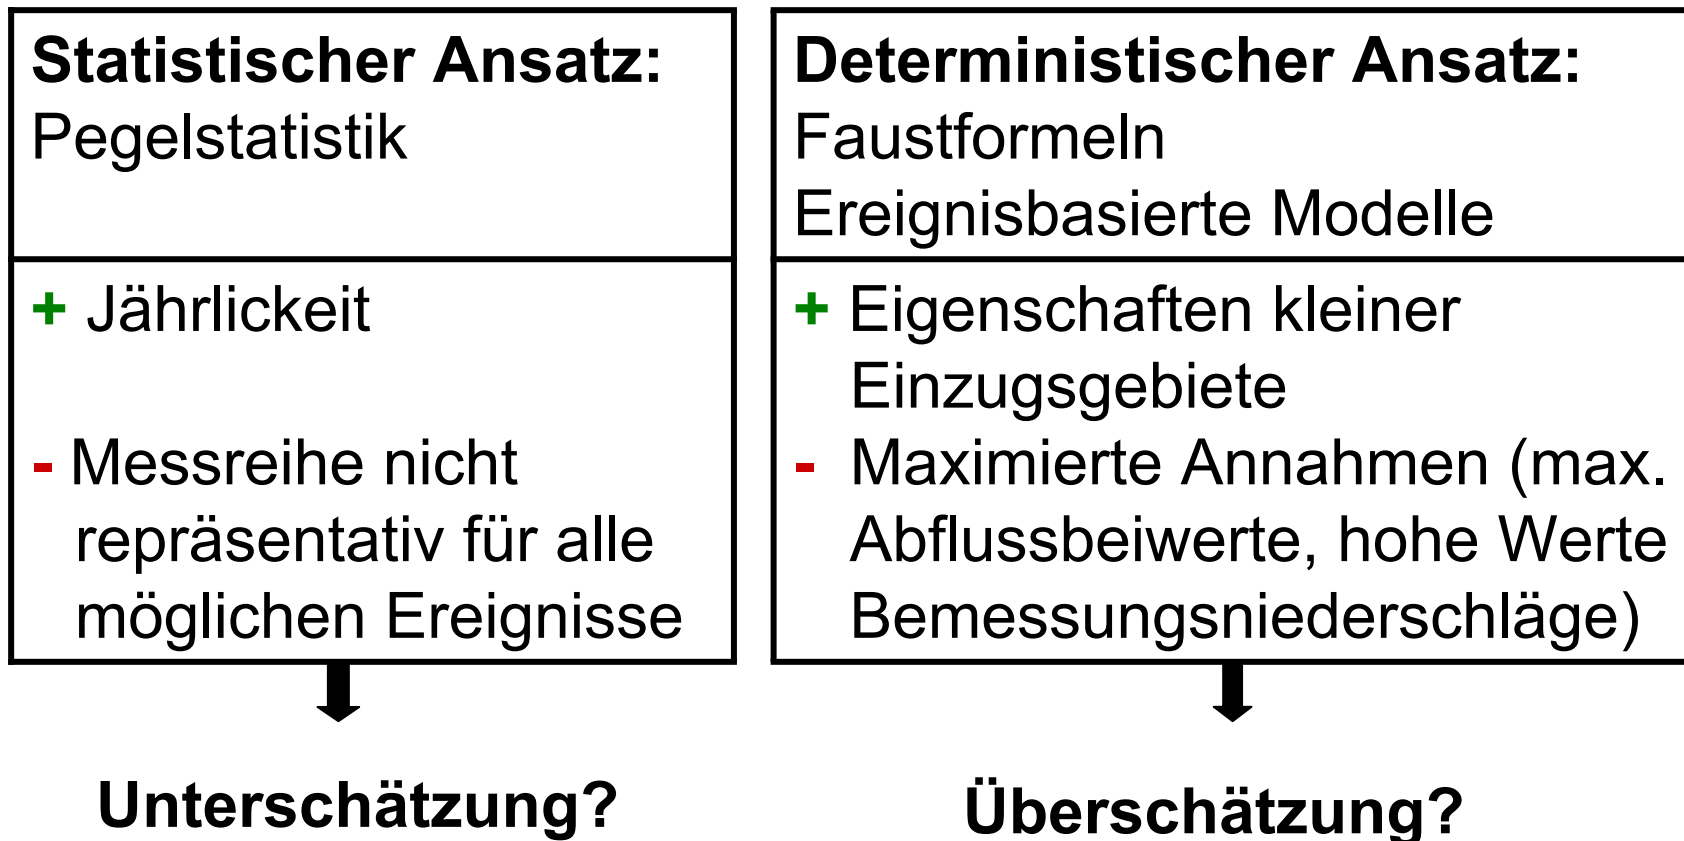 Statistischer Ansatz:
Pegelstatistik
+ Jährlickeit
- Messreihe nicht
repräsentativ für alle
möglichen Ereignisse
Unterschätzung?
Deterministischer Ansatz:
Faustformeln
Ereignisbasierte Modelle
+ Eigenschaften kleiner
Einzugsgebiete
- Maximierte Annahmen (max.
Abflussbeiwerte, hohe Werte
Bemessungsniederschläge)
Überschätzung?